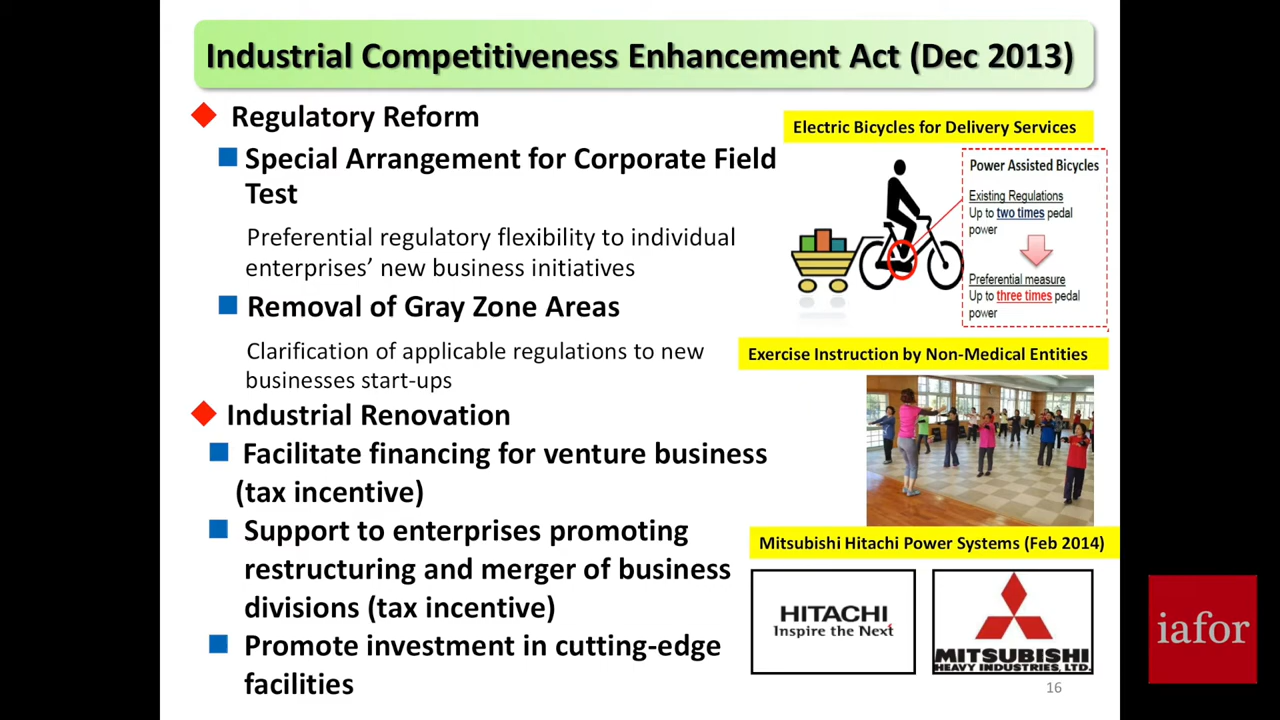 Industrial Competitiveness Enhancement Act (Dec 2013)
Regulatory Reform
Special Arrangement for Corporate Field
Test
Preferential regulatory flexibility to individual
enterprises’ new business initiatives
Removal of Gray Zone Areas
Clarification of applicable regulations to new
businesses start-ups
Industrial Renovation
Facilitate financing for venture business
(tax incentive)
Support to enterprises promoting
restructuring and merger of business
divisions (tax incentive)
Promote investment in cutting-edge
facilities
Electric Bicycles for Delivery Services
Power Assisted Bicycles
Existing Regulations
Up to two times pedal
power
Preferential measure
Up to three times pedal
power
Exercise Instruction by Non-Medical Entities
Mitsubishi Hitachi Power Systems (Feb 2014)
HITACHI
Inspire the Next
MITSUBISHI
HEAVY INDUSTRIES, LTD.
16
iafor